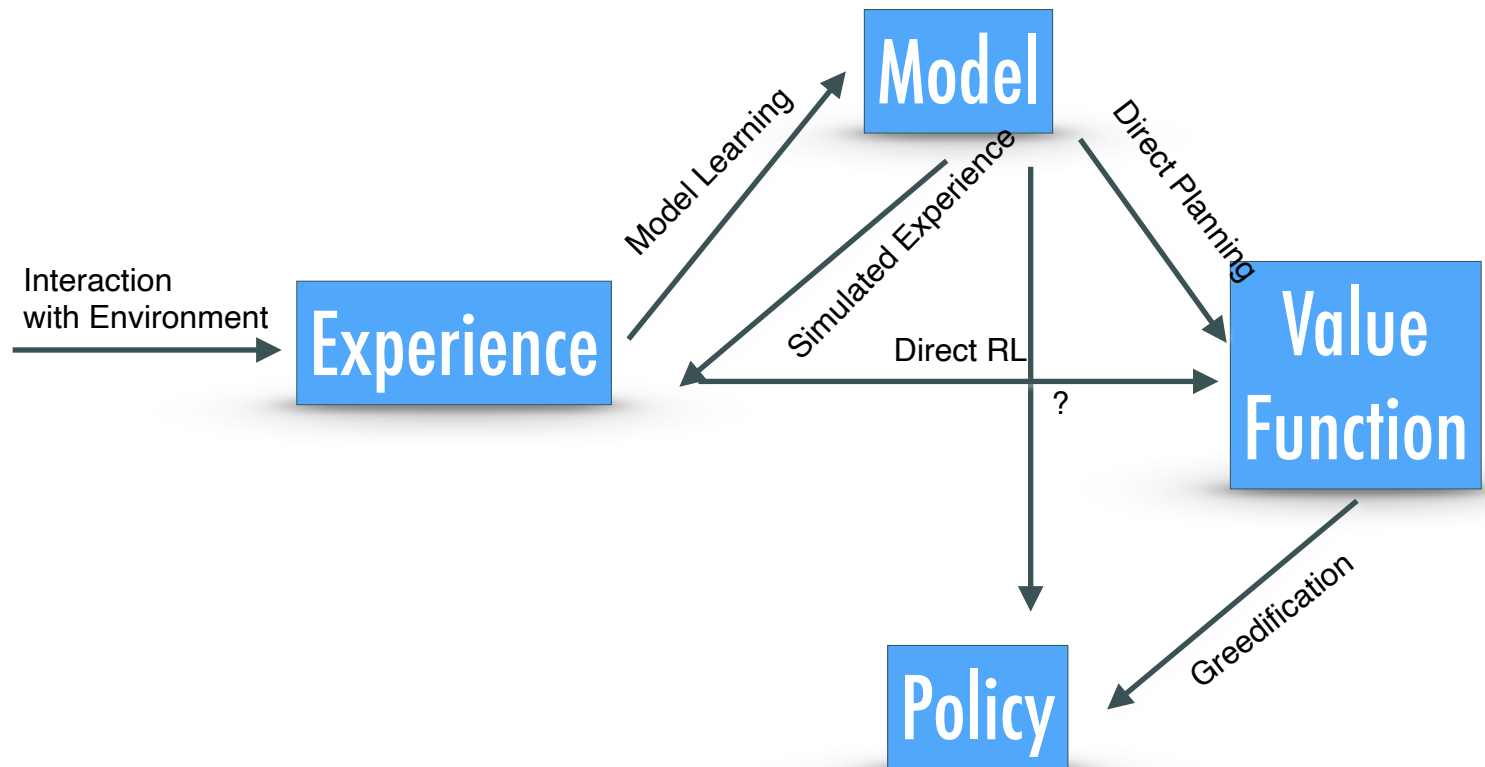 Model
Model Learning
Direct Planning
Simulated Experience
Interaction
with Environment
Experience
Direct RL
?
Value
Function
Greedification
Policy